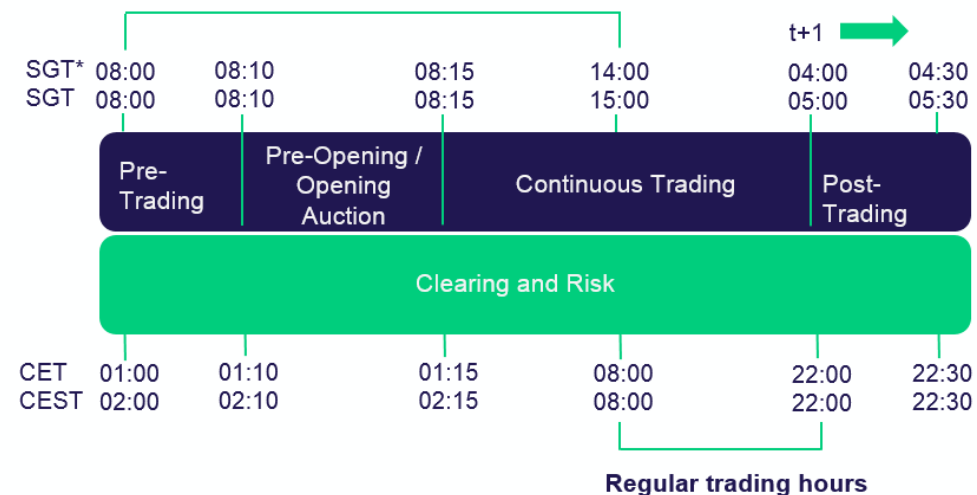 t+1
SGT* 08:00 08:10 08:15 14:00 04:00 04:30
SGT 08:00 08:10 08:15 15:00 05:00 05:30
Pre-
Trading
Pre-Opening /
Opening
Auction
Continuous Trading
Post-
Trading
Clearing and Risk
CET 01:00 01:10 01:15 08:00 22:00 22:30
CEST 02:00 02:10 02:15 08:00 22:00 22:30
Regular trading hours